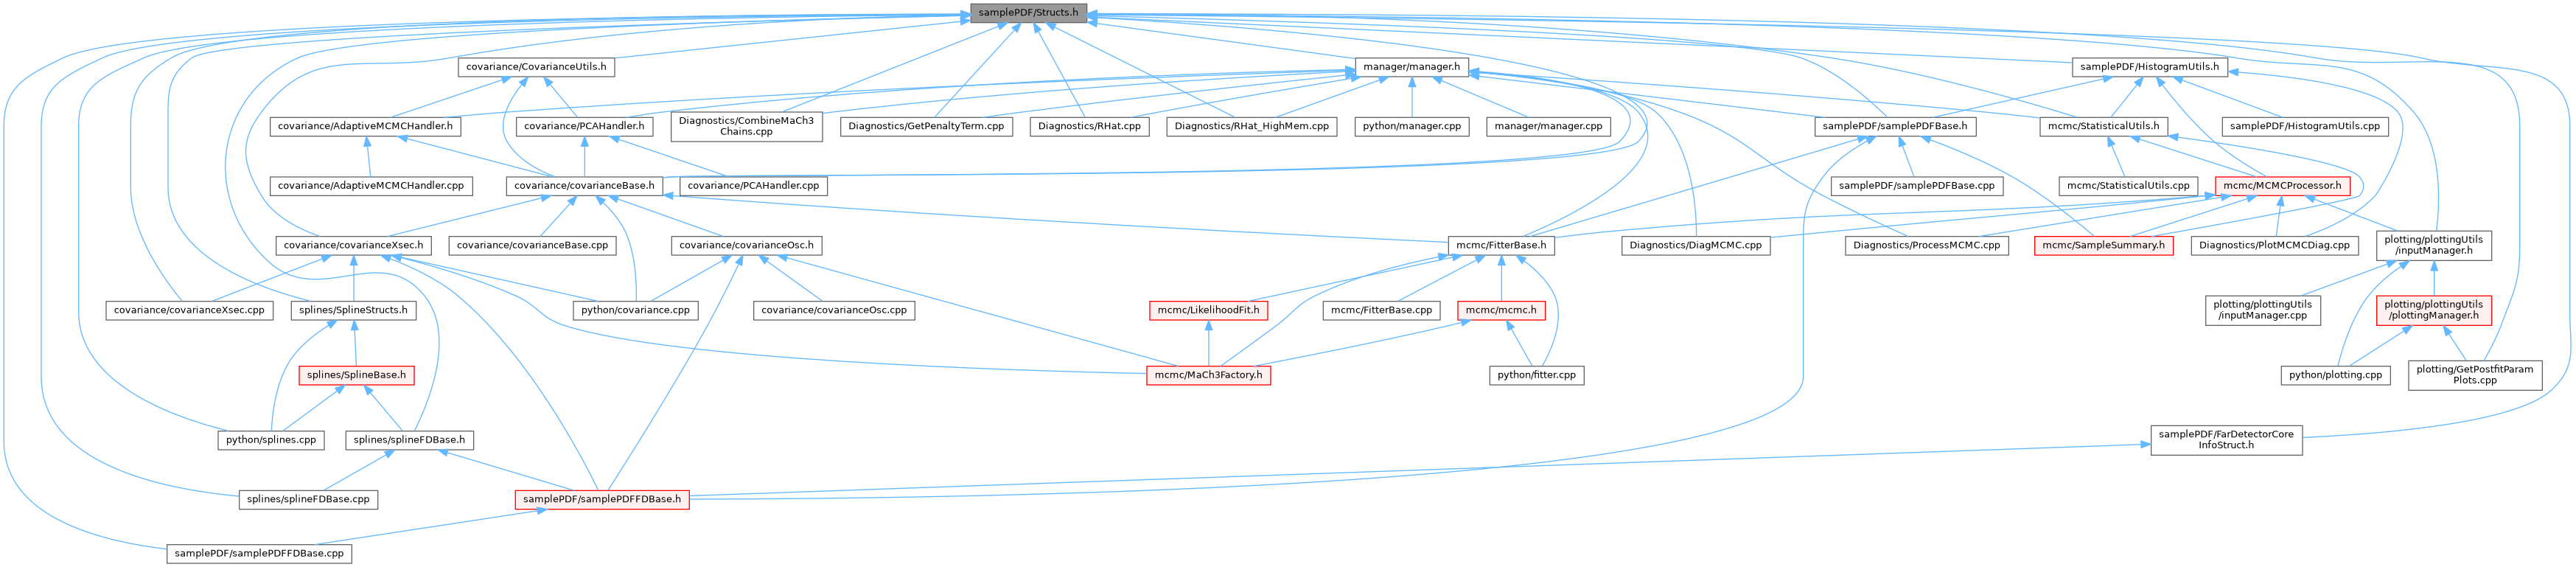 samplePDF/Structs.h
covariance/CovarianceUtils.h
manager/manager.h
samplePDF/HistogramUtils.h
covariance/AdaptiveMCMCHandler.h
covariance/PCAHandler.h
Diagnostics/CombineMaCh3
Chains.cpp
Diagnostics/GetPenaltyTerm.cpp
Diagnostics/RHat.cpp
Diagnostics/RHat_HighMem.cpp
python/manager.cpp
manager/manager.cpp
samplePDF/samplePDFBase.h
mcmc/StatisticalUtils.h
samplePDF/HistogramUtils.cpp
covariance/AdaptiveMCMCHandler.cpp
covariance/covarianceBase.h
covariance/PCAHandler.cpp
samplePDF/samplePDFBase.cpp
mcmc/StatisticalUtils.cpp
mcmc/MCMCProcessor.h
covariance/covarianceXsec.h
covariance/covarianceBase.cpp
covariance/covarianceOsc.h
mcmc/FitterBase.h
Diagnostics/DiagMCMC.cpp
Diagnostics/ProcessMCMC.cpp
mcmc/SampleSummary.h
Diagnostics/PlotMCMCDiag.cpp
plotting/plottingUtils
/inputManager.h
covariance/covarianceXsec.cpp
splines/SplineStructs.h
python/covariance.cpp
covariance/covarianceOsc.cpp
mcmc/LikelihoodFit.h
mcmc/FitterBase.cpp
mcmc/mcmc.h
plotting/plottingUtils
/inputManager.cpp
plotting/plottingUtils
/plottingManager.h
splines/SplineBase.h
mcmc/MaCh3Factory.h
python/fitter.cpp
python/plotting.cpp
plotting/GetPostfitParam
Plots.cpp
python/splines.cpp
splines/splineFDBase.h
samplePDF/FarDetectorCore
InfoStruct.h
splines/splineFDBase.cpp
samplePDF/samplePDFFDBase.h
samplePDF/samplePDFFDBase.cpp